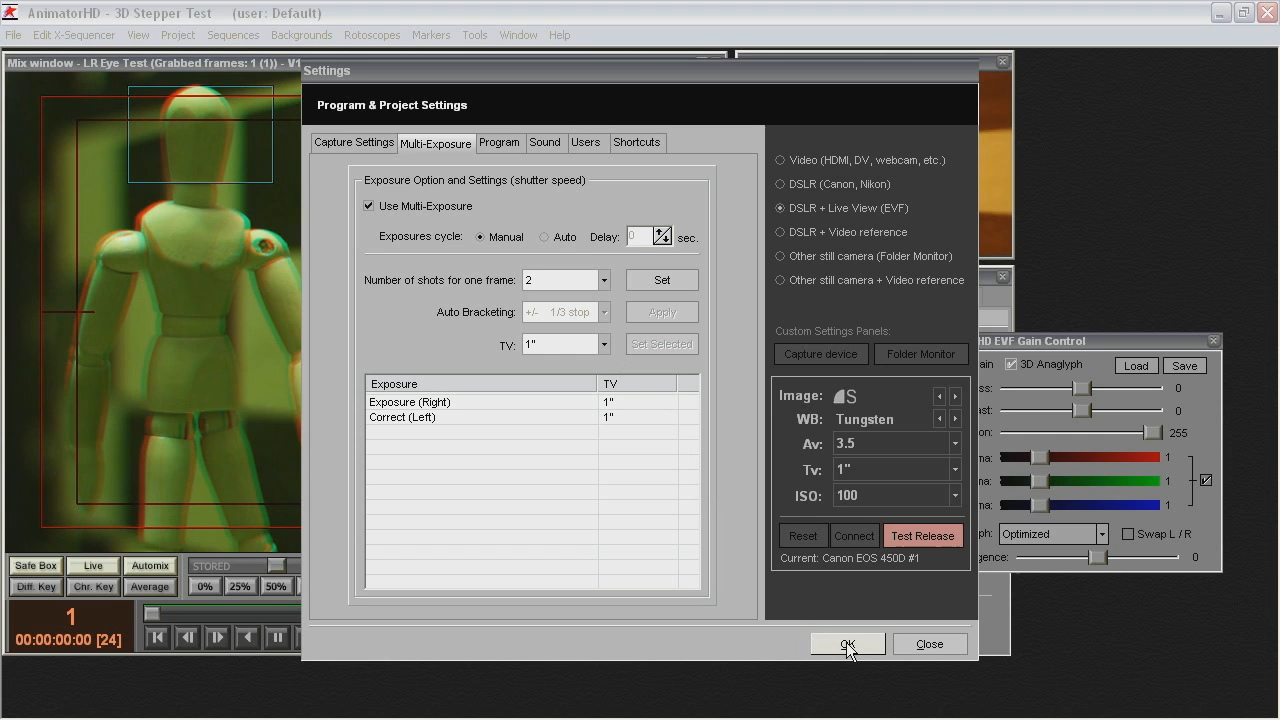 AnimatorHD - 3D Stepper Test (user: Default)
File Edit X-Sequencer View Project Sequences Backgrounds Rotoscopes Markers Tools Window Help
Mix window - LR Eye Test (Grabbed frames: 1 (1)) - V1
Settings
Program & Project Settings
Capture Settings Multi-Exposure Program Sound Users Shortcuts
Exposure Option and Settings (shutter speed)
Use Multi-Exposure
Exposures cycle: Manual Auto Delay: 0 sec.
Number of shots for one frame: 2 Set
Auto Bracketing: +/- 1/3 stop Apply
TV: 1" Set Selected
Exposure TV
Exposure (Right) 1"
Correct (Left) 1"
Video (HDMI, DV, webcam, etc.)
DSLR (Canon, Nikon)
DSLR + Live View (EVF)
DSLR + Video reference
Other still camera (Folder Monitor)
Other still camera + Video reference
Custom Settings Panels:
Capture device Folder Monitor
Image: S
WB: Tungsten
Av: 3.5
Tv: 1"
ISO: 100
Reset Connect Test Release
Current: Canon EOS 450D #1
OK Close
HD EVF Gain Control
ain 3D Anaglyph Load Save
ss: 0
ast: 0
on: 255
ma: 1
ma: 1
ma: 1
ph: Optimized Swap L / R
gence: 0
Safe Box Live Automix STORED
Diff. Key Chr. Key Average 0% 25% 50%
1
00:00:00:00 [24]